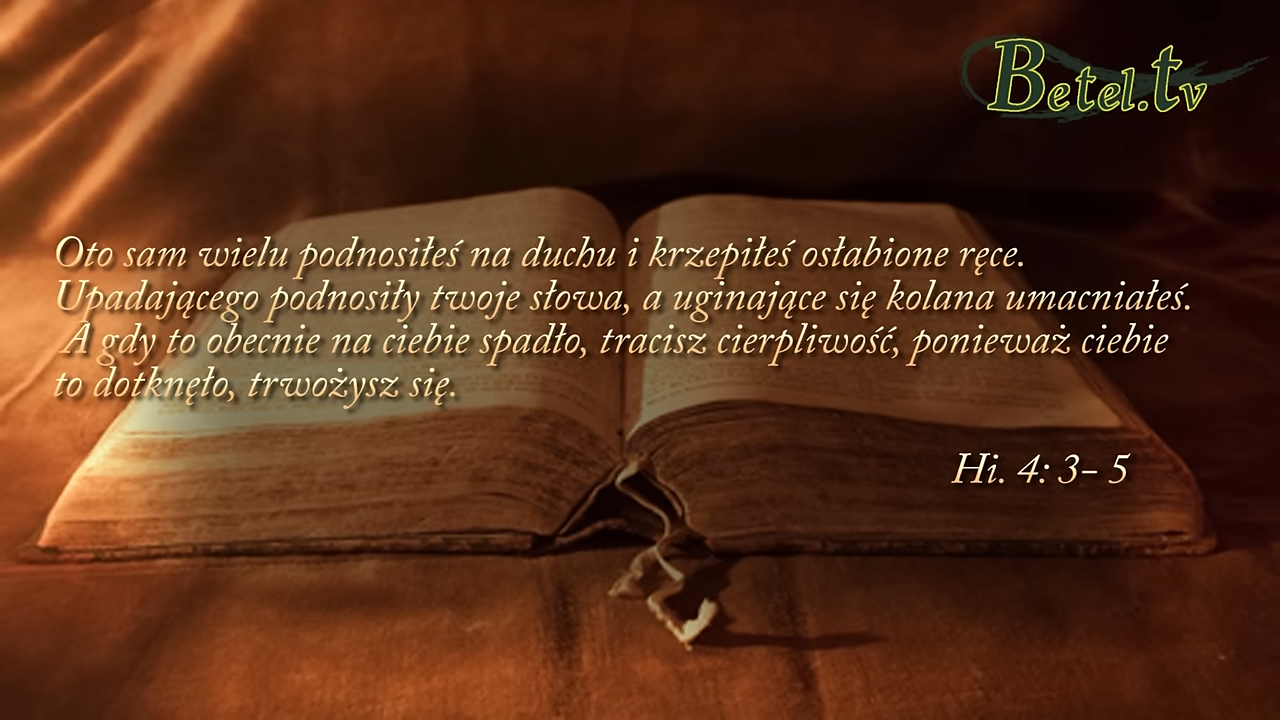 Betel.tv
Oto sam wielu podnosiłeś na duchu i krzepiłeś osłabione ręce.
Upadającego podnosiły twoje słowa, a uginające się kolana umacniałeś.
A gdy to obecnie na ciebie spadło, tracisz cierpliwość, ponieważ ciebie
to dotknęło, trwożysz się.
Hi. 4: 3– 5